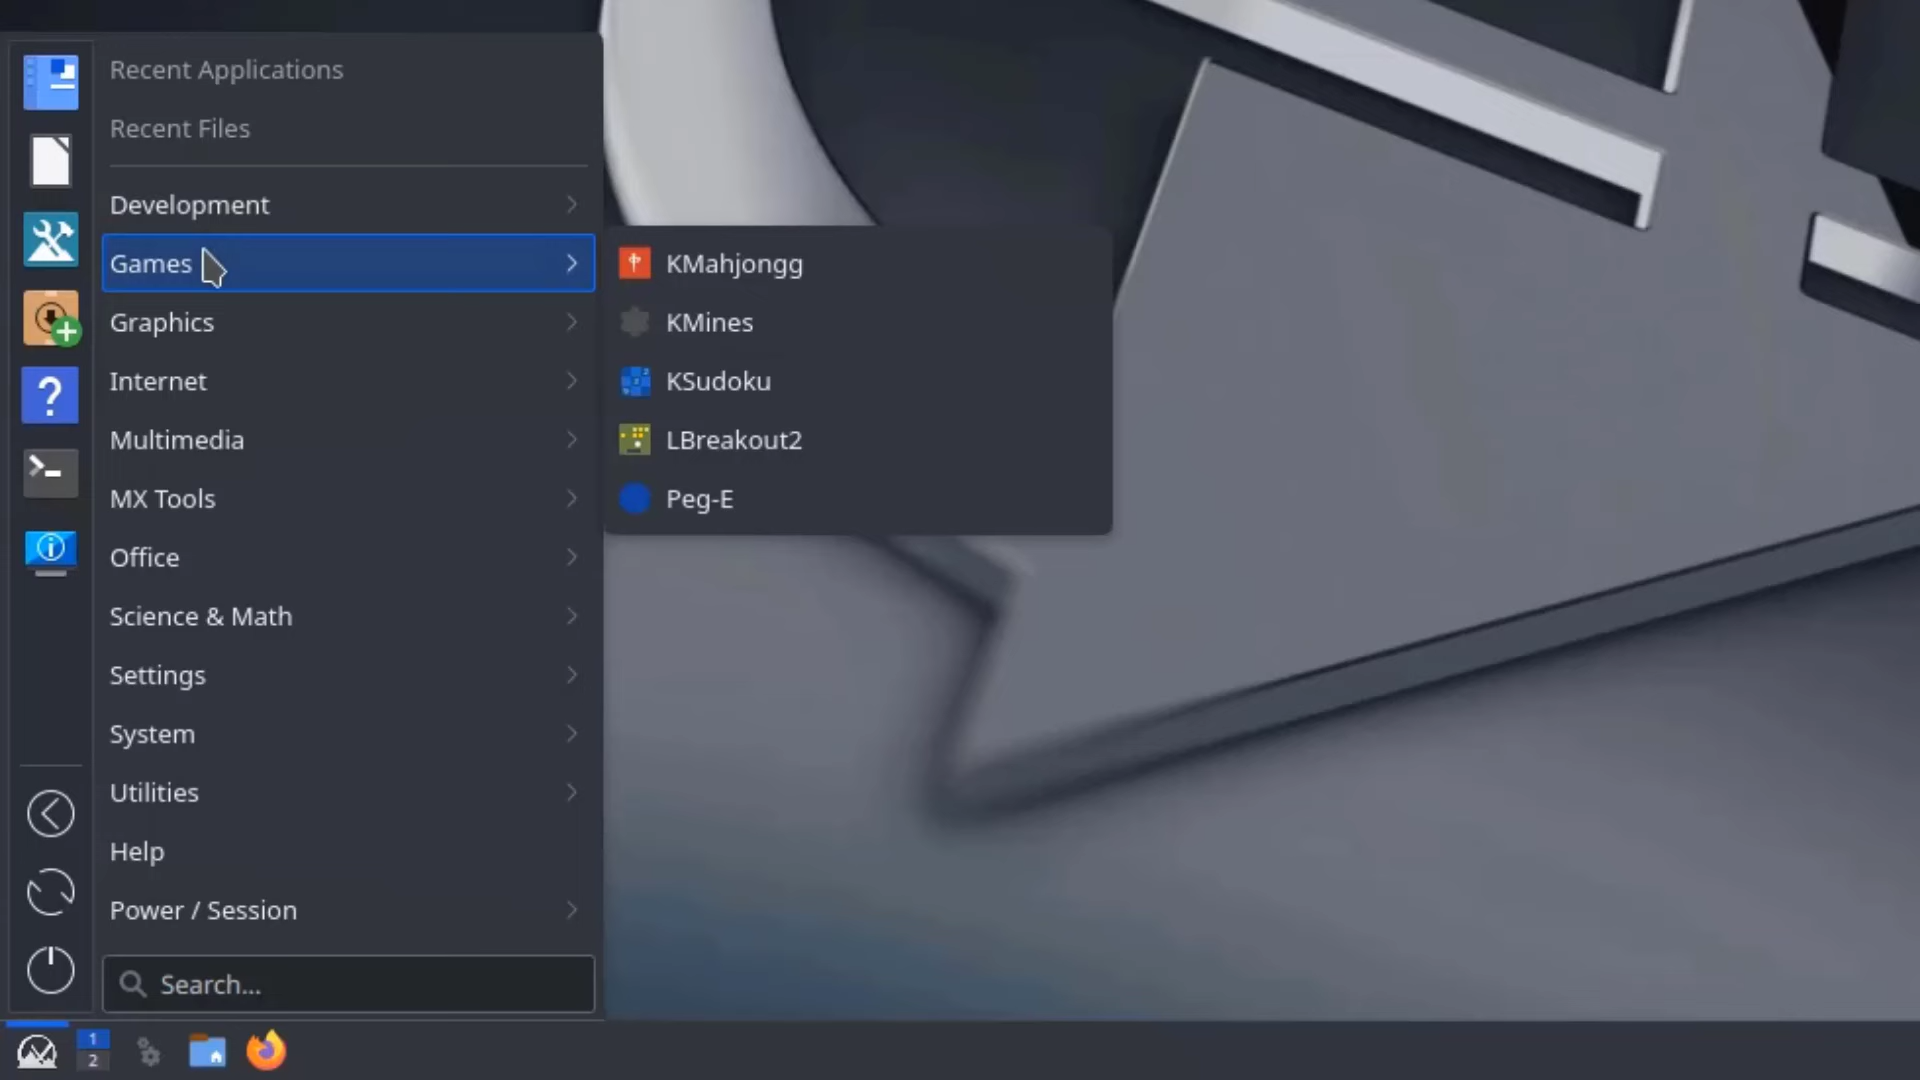 Recent Applications
Recent Files
Development
Games
Graphics
Internet
Multimedia
MX Tools
Office
Science & Math
Settings
System
Utilities
Help
Power / Session
Search...
KMahjongg
KMines
KSudoku
LBreakout2
Peg-E
1
2